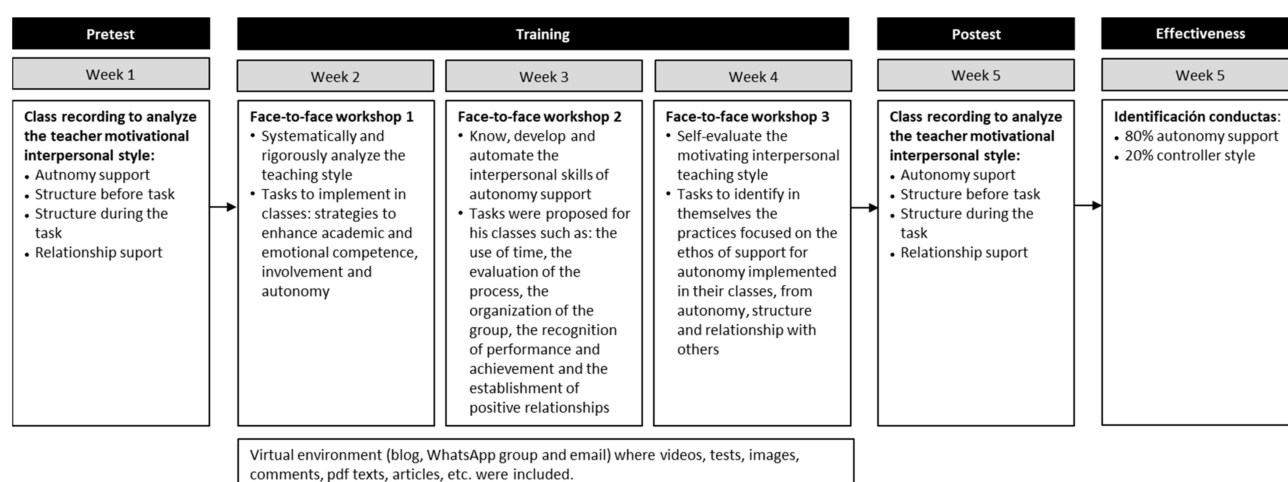 Pretest
Week 1
Class recording to analyze
the teacher motivational
interpersonal style:
• Autnomy support
• Structure before task
• Structure during the
task
• Relationship suport
Training
Week 2
Face-to-face workshop 1
• Systematically and
rigorously analyze the
teaching style
• Tasks to implement in
classes: strategies to
enhance academic and
emotional competence,
involvement and
autonomy
Week 3
Face-to-face workshop 2
• Know, develop and
automate the
interpersonal skills of
autonomy support
• Tasks were proposed for
his classes such as: the
use of time, the
evaluation of the
process, the
organization of the
group, the recognition
of performance and
achievement and the
establishment of
positive relationships
Week 4
Face-to-face workshop 3
• Self-evaluate the
motivating interpersonal
teaching style
• Tasks to identify in
themselves the
practices focused on the
ethos of support for
autonomy implemented
in their classes, from
autonomy, structure
and relationship with
others
Virtual environment (blog, WhatsApp group and email) where videos, tests, images,
comments, pdf texts, articles, etc. were included.
Postest
Week 5
Class recording to analyze
the teacher motivational
interpersonal style:
• Autonomy suport
• Structure before task
• Structure during the
task
• Relationship suport
Effectiveness
Week 5
Identificación conductas:
• 80% autonomy support
• 20% controller style